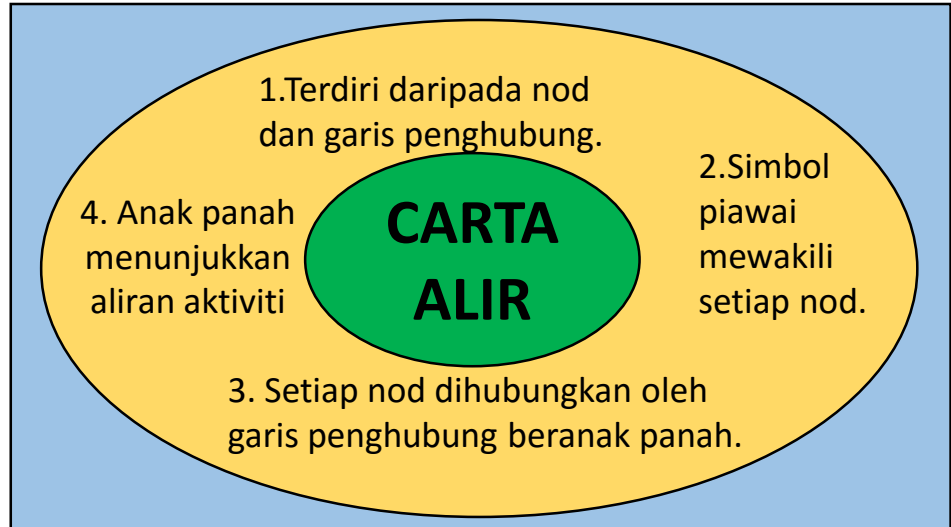 1.Terdiri daripada nod
dan garis penghubung.
2.Simbol
piawai
mewakili
setiap nod.
4. Anak panah
menunjukkan
aliran aktiviti
CARTA
ALIR
3. Setiap nod dihubungkan oleh
garis penghubung beranak panah.